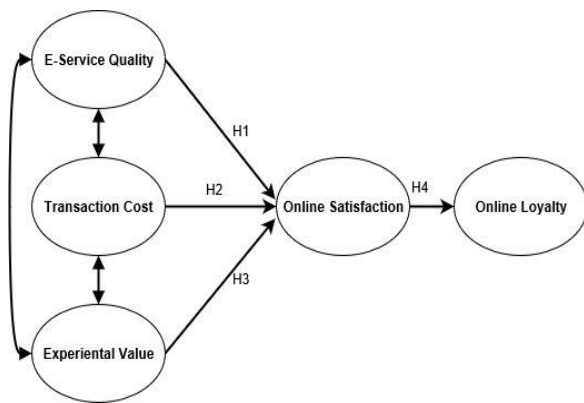 E-Service Quality
H1
Transaction Cost
H2
Online Satisfaction
H4
Online Loyalty
H3
Experiental Value